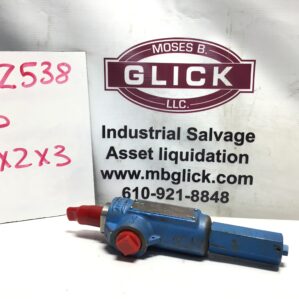 Z538
X2X3
MOSES B.
GLICK
LLC.
Industrial Salvage
Asset liquidation
www.mbglick.com
610-921-8848